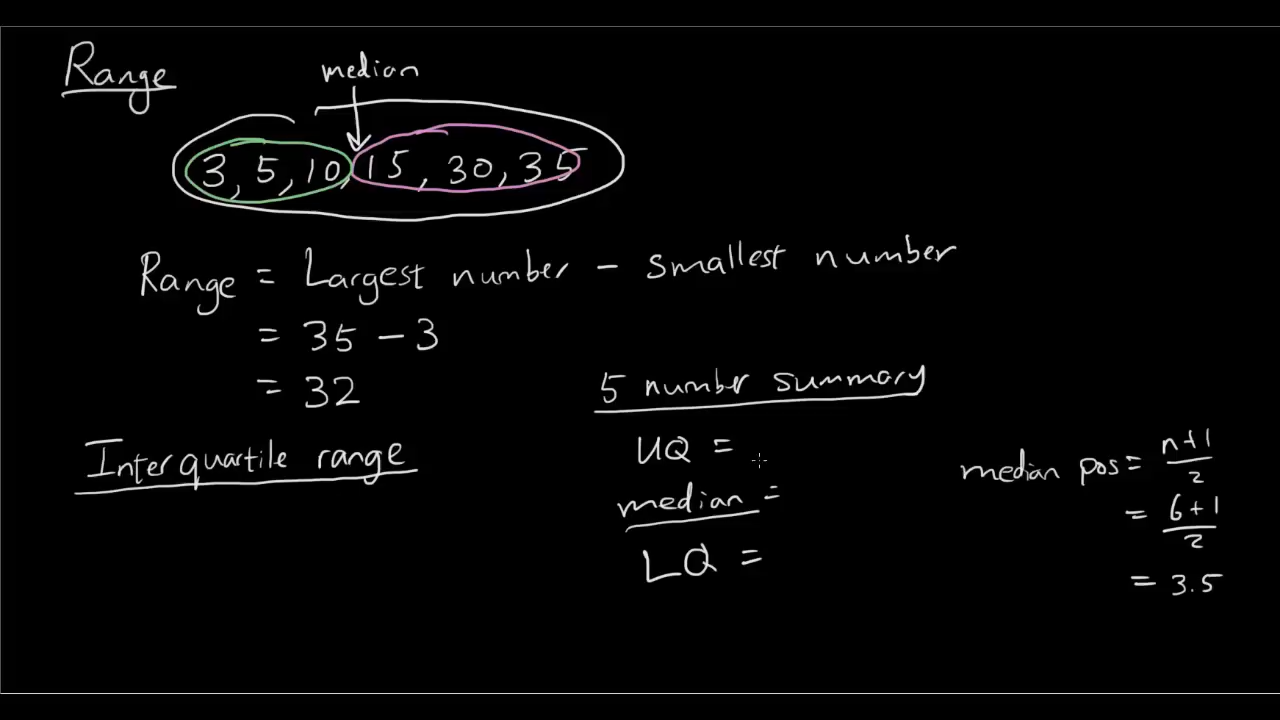 Range
median
3, 5, 10, 15, 30, 35
Range = Largest number - smallest number
= 35 - 3
= 32
Interquartile range
5 number summary
UQ =
median =
LQ =
median pos = n+1/2
= 6+1/2
= 3.5